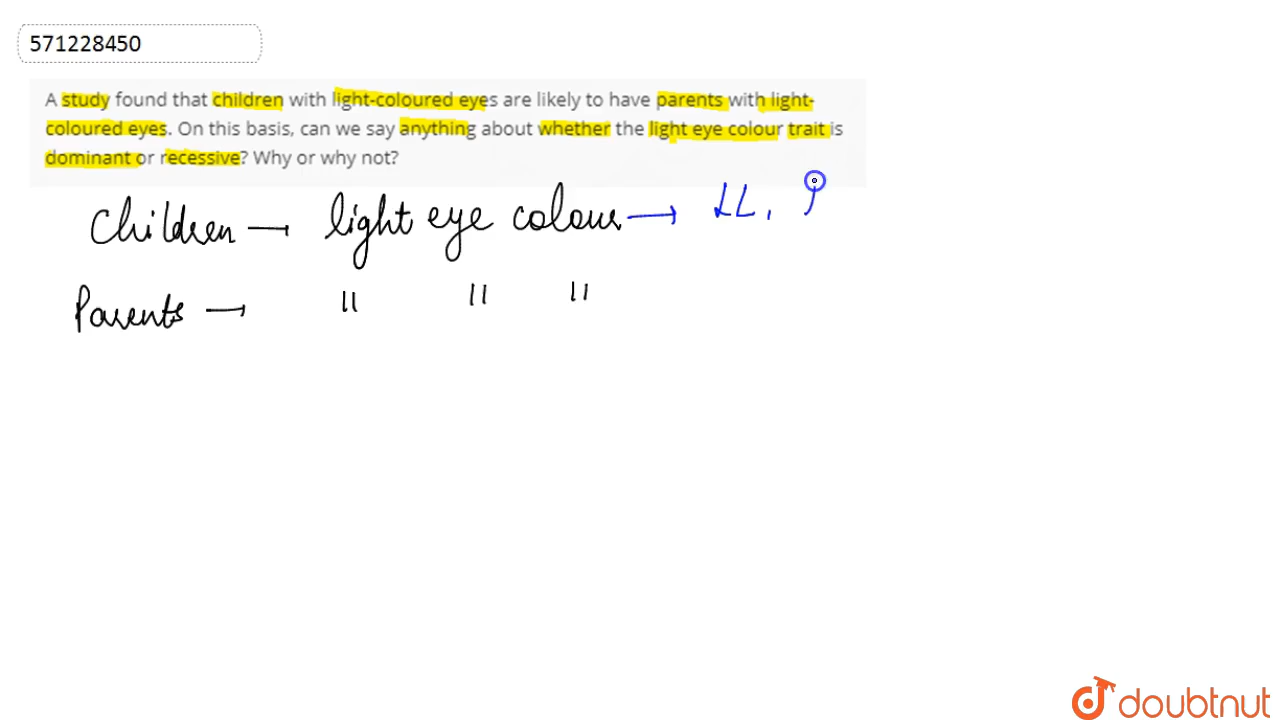 571228450
A study found that children with light-coloured eyes are likely to have parents with light-
coloured eyes. On this basis, can we say anything about whether the light eye colour trait is
dominant or recessive? Why or why not?
Children → light eye colour → LL,
Parents → " " "
doubtnut